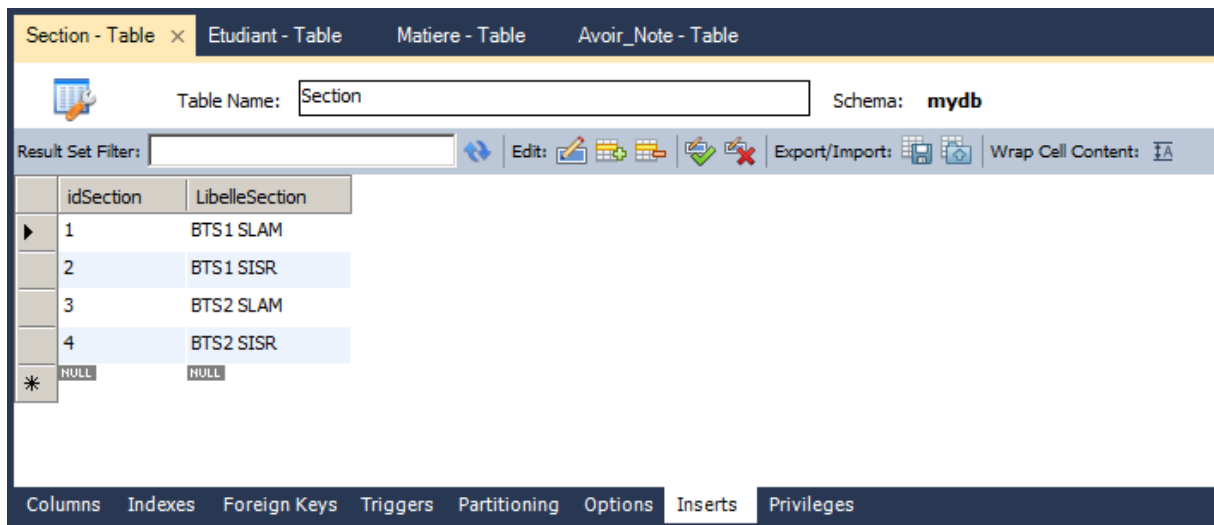 Section - Table × Etudiant - Table Matiere - Table Avoir_Note - Table
Table Name: Section Schema: mydb
Result Set Filter: Edit: Export/Import: Wrap Cell Content: IA
idSection LibelleSection
1 BTS1 SLAM
2 BTS1 SISR
3 BTS2 SLAM
4 BTS2 SISR
NULL NULL
Columns Indexes Foreign Keys Triggers Partitioning Options Inserts Privileges